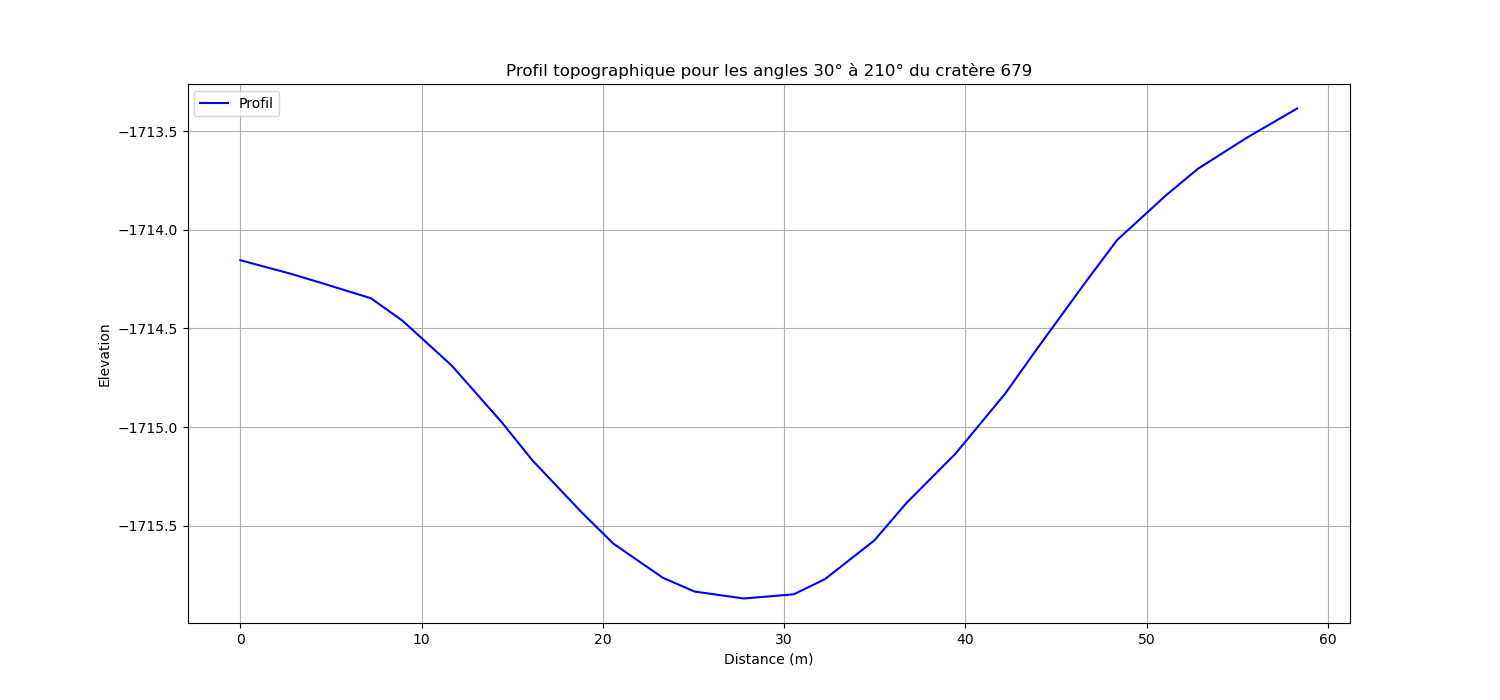 Profil topographique pour les angles 30° à 210° du cratère 679
Profil
−1713.5
−1714.0
−1714.5
−1715.0
−1715.5
Elevation
0 10 20 30 40 50 60
Distance (m)